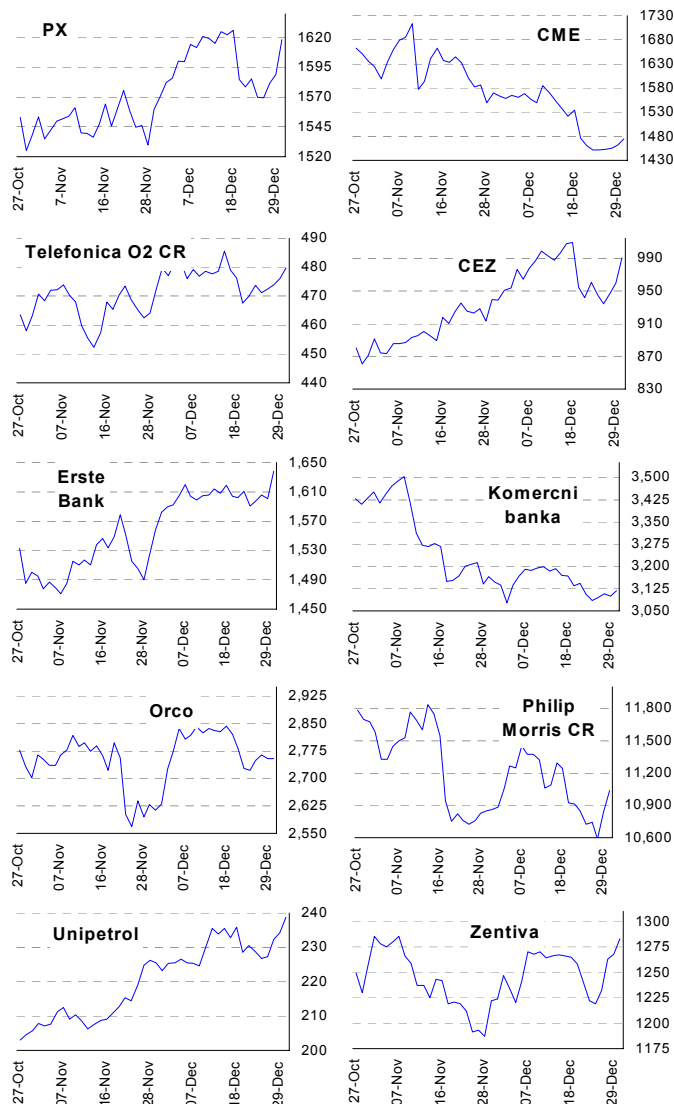 PX
1620
1595
1570
1545
1520
27-Oct
7-Nov
16-Nov
28-Nov
7-Dec
18-Dec
29-Dec
CME
1730
1680
1630
1580
1530
1480
1430
27-Oct
07-Nov
16-Nov
28-Nov
07-Dec
18-Dec
29-Dec
Telefonica O2 CR
490
480
470
460
450
440
27-Oct
07-Nov
16-Nov
28-Nov
07-Dec
18-Dec
29-Dec
CEZ
990
950
910
870
830
27-Oct
07-Nov
16-Nov
28-Nov
07-Dec
18-Dec
29-Dec
Erste
Bank
1,650
1,610
1,570
1,530
1,490
1,450
27-Oct
07-Nov
16-Nov
28-Nov
07-Dec
18-Dec
29-Dec
Komercni
banka
3,500
3,425
3,350
3,275
3,200
3,125
3,050
27-Oct
07-Nov
16-Nov
28-Nov
07-Dec
18-Dec
29-Dec
Orco
2,925
2,850
2,775
2,700
2,625
2,550
27-Oct
07-Nov
16-Nov
28-Nov
07-Dec
18-Dec
29-Dec
Philip
Morris CR
11,800
11,500
11,200
10,900
10,600
27-Oct
07-Nov
16-Nov
28-Nov
07-Dec
18-Dec
29-Dec
Unipetrol
240
230
220
210
200
27-Oct
07-Nov
16-Nov
28-Nov
07-Dec
18-Dec
29-Dec
Zentiva
1300
1275
1250
1225
1200
1175
27-Oct
07-Nov
16-Nov
28-Nov
07-Dec
18-Dec
29-Dec